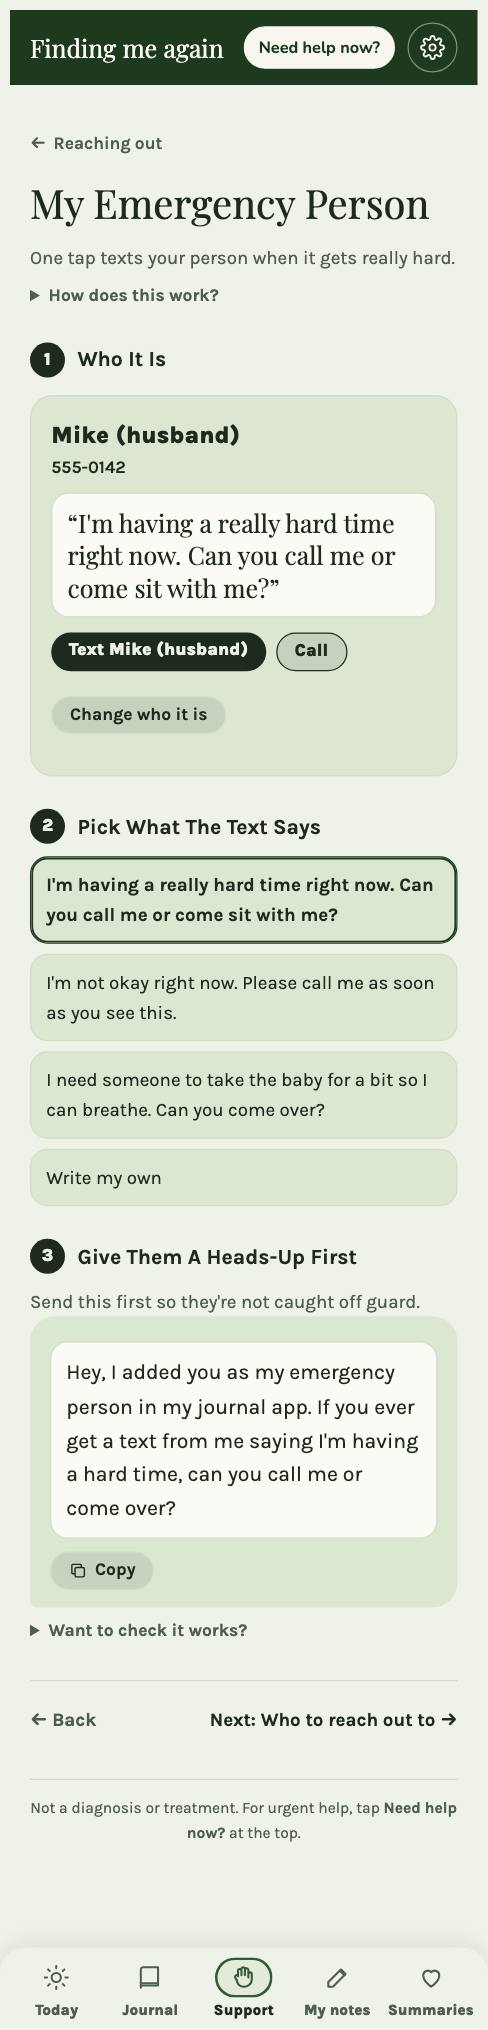 Finding me again
Need help now?
← Reaching out
My Emergency Person
One tap texts your person when it gets really hard.
▶ How does this work?
1 Who It Is
Mike (husband)
555-0142
“I'm having a really hard time
right now. Can you call me or
come sit with me?”
Text Mike (husband)
Call
Change who it is
2 Pick What The Text Says
I'm having a really hard time right now. Can
you call me or come sit with me?
I'm not okay right now. Please call me as soon
as you see this.
I need someone to take the baby for a bit so I
can breathe. Can you come over?
Write my own
3 Give Them A Heads-Up First
Send this first so they're not caught off guard.
Hey, I added you as my emergency
person in my journal app. If you ever
get a text from me saying I'm having
a hard time, can you call me or
come over?
Copy
▶ Want to check it works?
← Back
Next: Who to reach out to →
Not a diagnosis or treatment. For urgent help, tap Need help
now? at the top.
Today
Journal
Support
My notes
Summaries